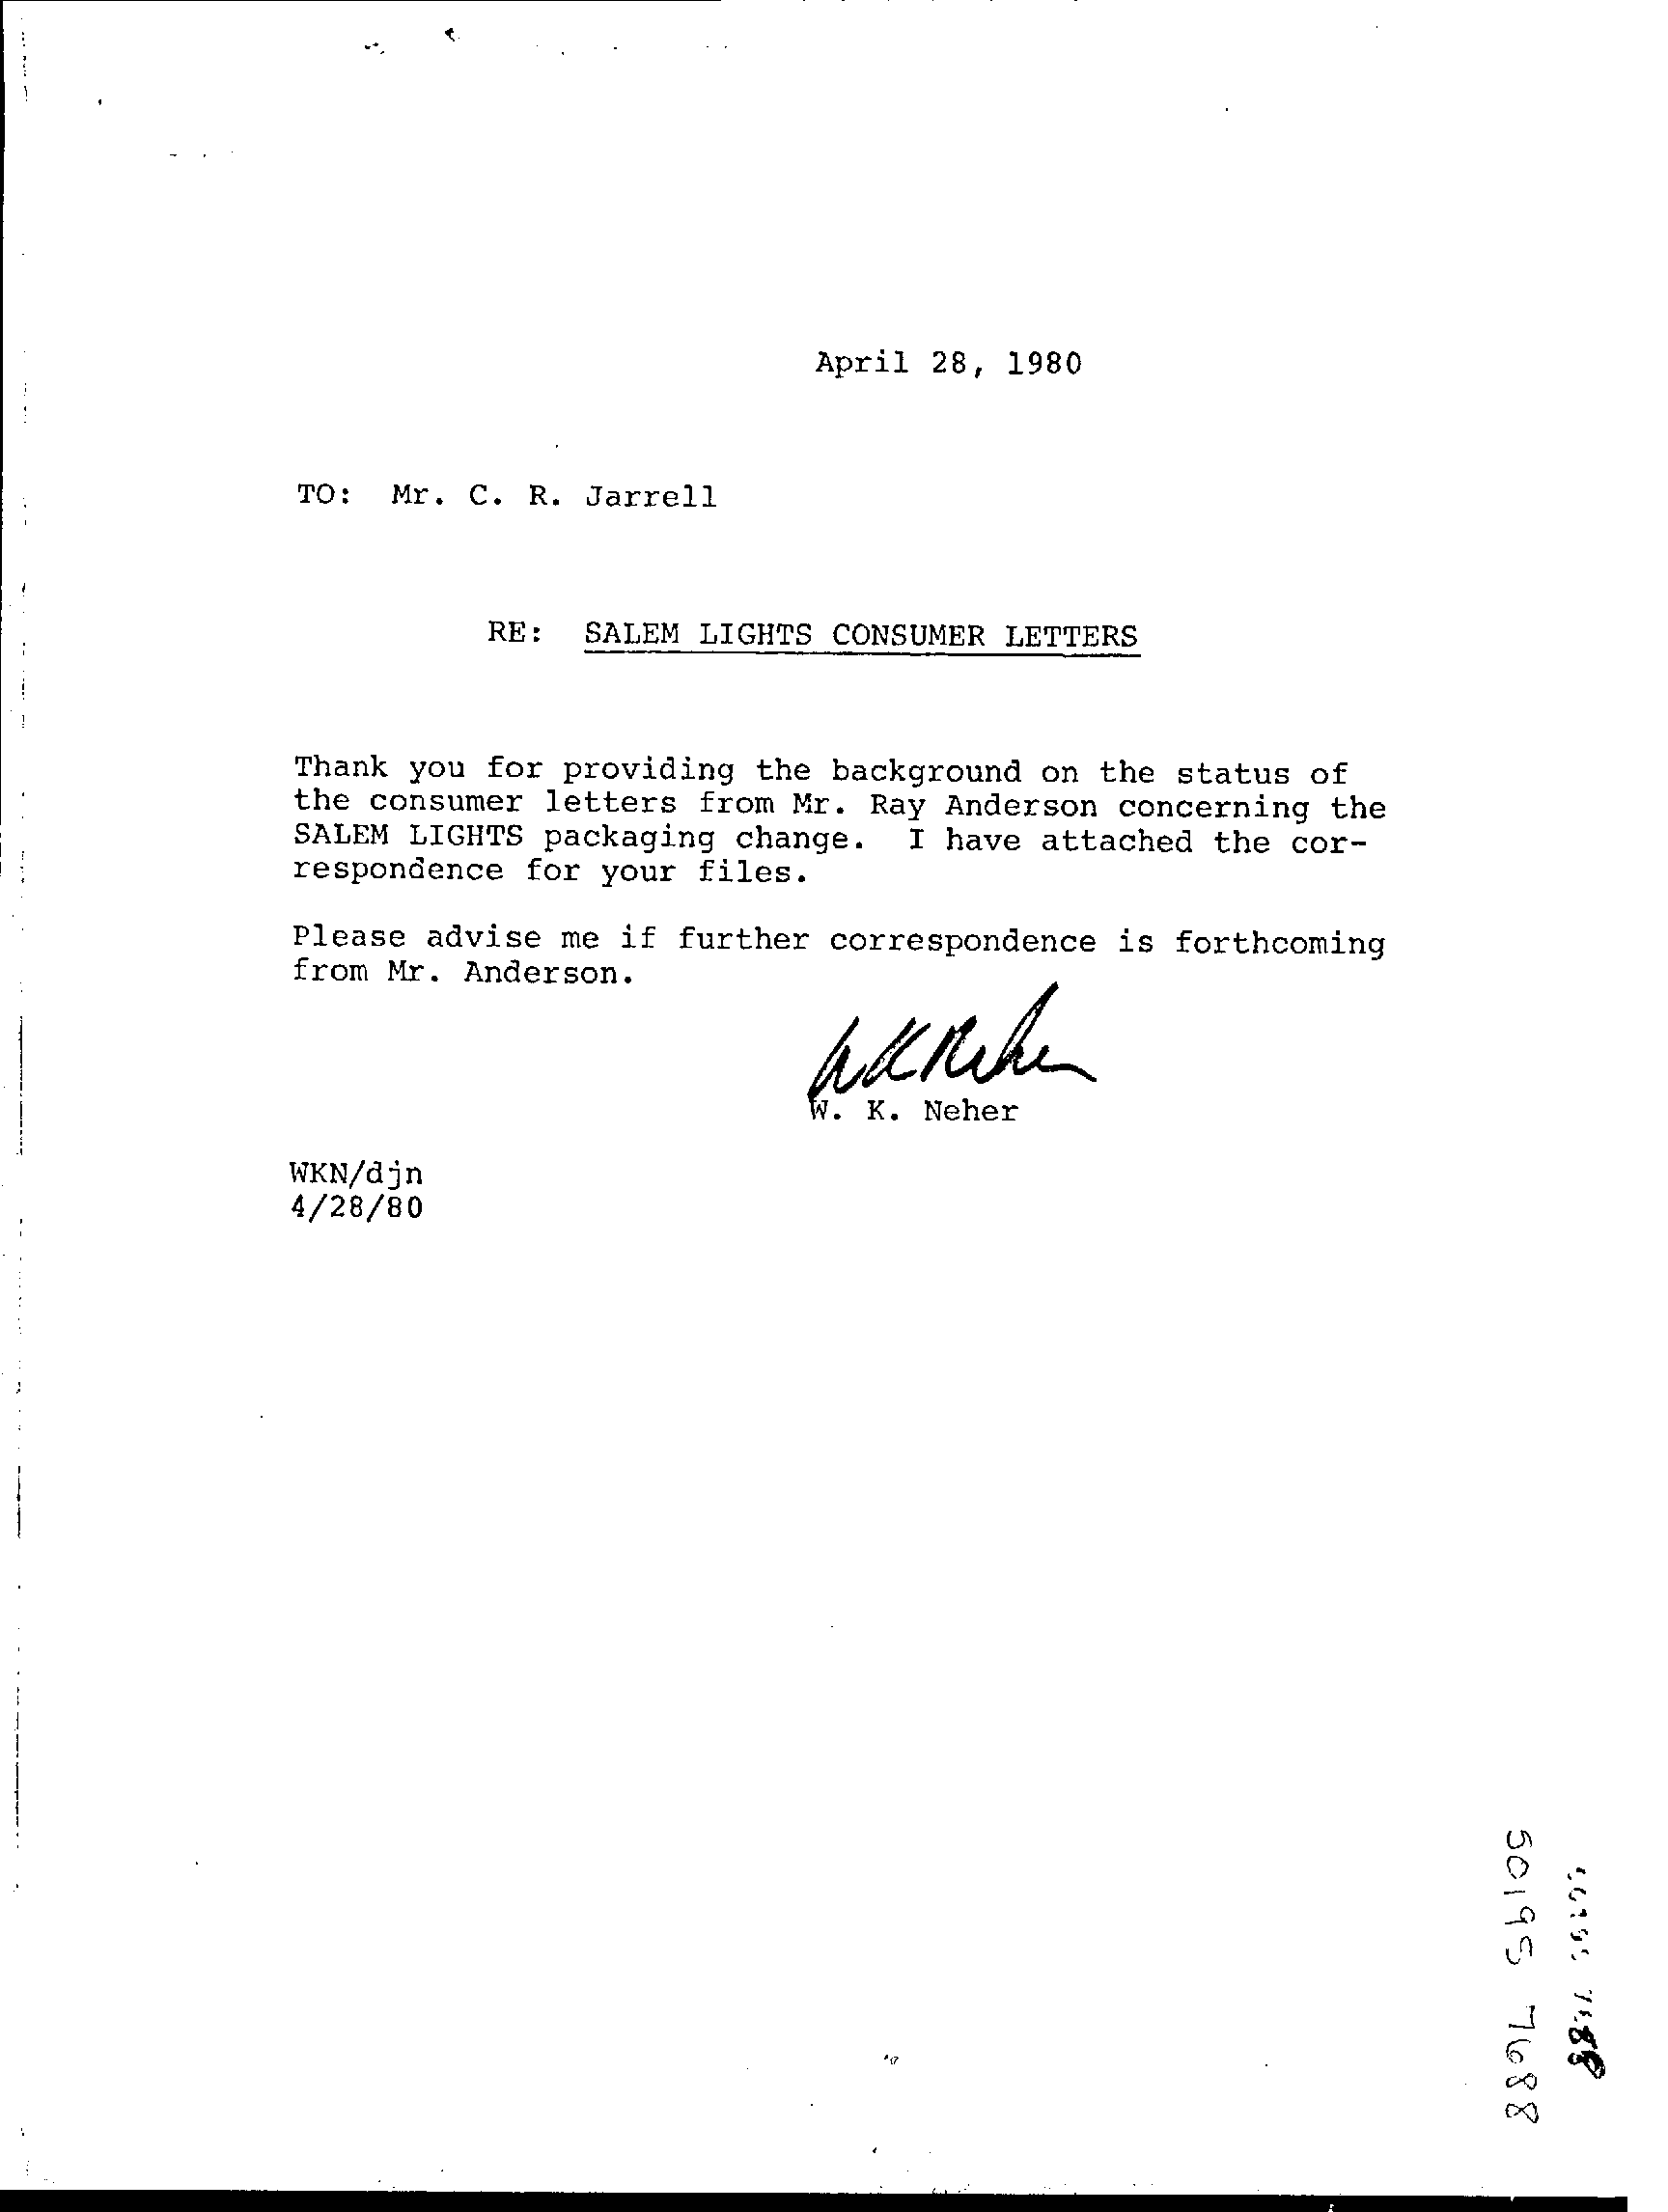 April 28, 1980
TO: Mr. C. R. Jarrell
RE: SALEM LIGHTS CONSUMER LETTERS
Thank you for providing the background on the status of
the consumer letters from Mr. Ray Anderson concerning the
SALEM LIGHTS packaging change. I have attached the cor-
respondence for your files.
Please advise me if further correspondence is forthcoming
from Mr. Anderson.
WKNeher
W. K. Neher
WKN/djn
4/28/80
50195 7688